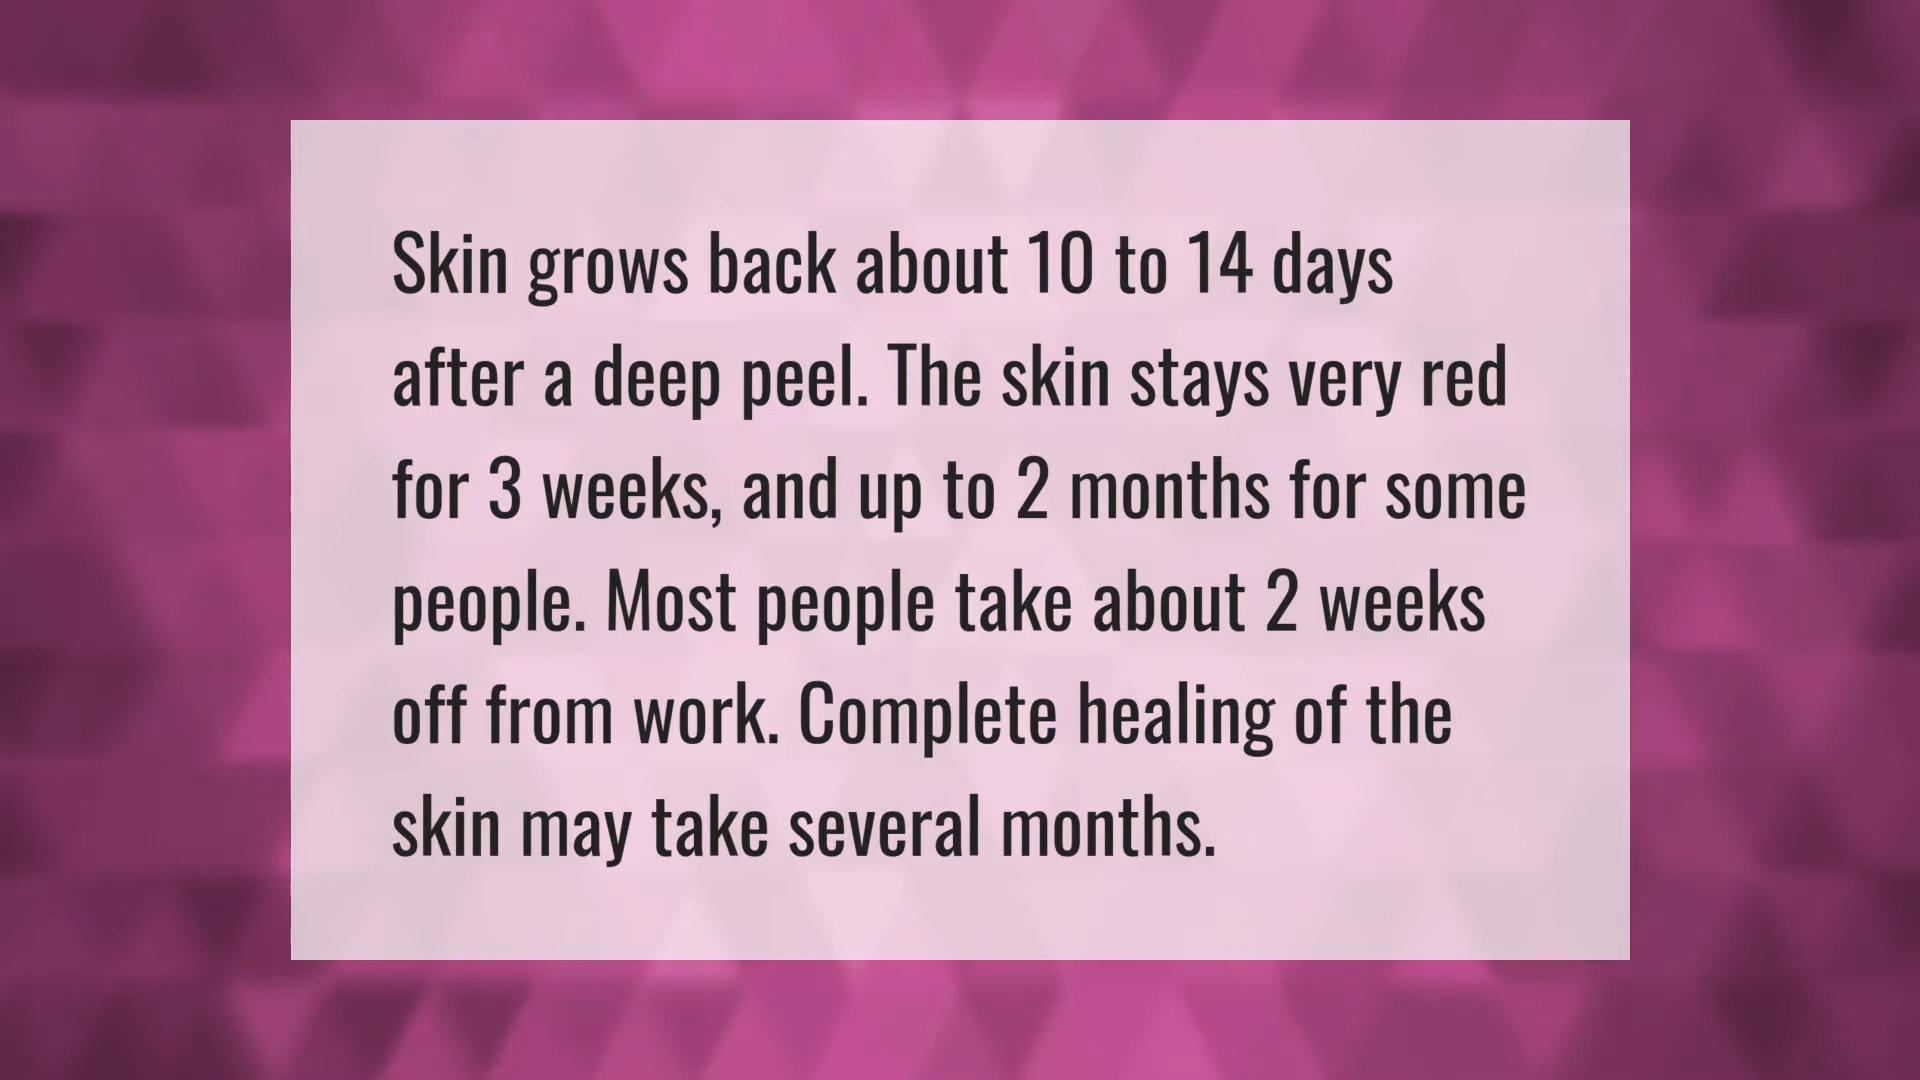 Skin grows back about 10 to 14 days
after a deep peel. The skin stays very red
for 3 weeks, and up to 2 months for some
people. Most people take about 2 weeks
off from work. Complete healing of the
skin may take several months.